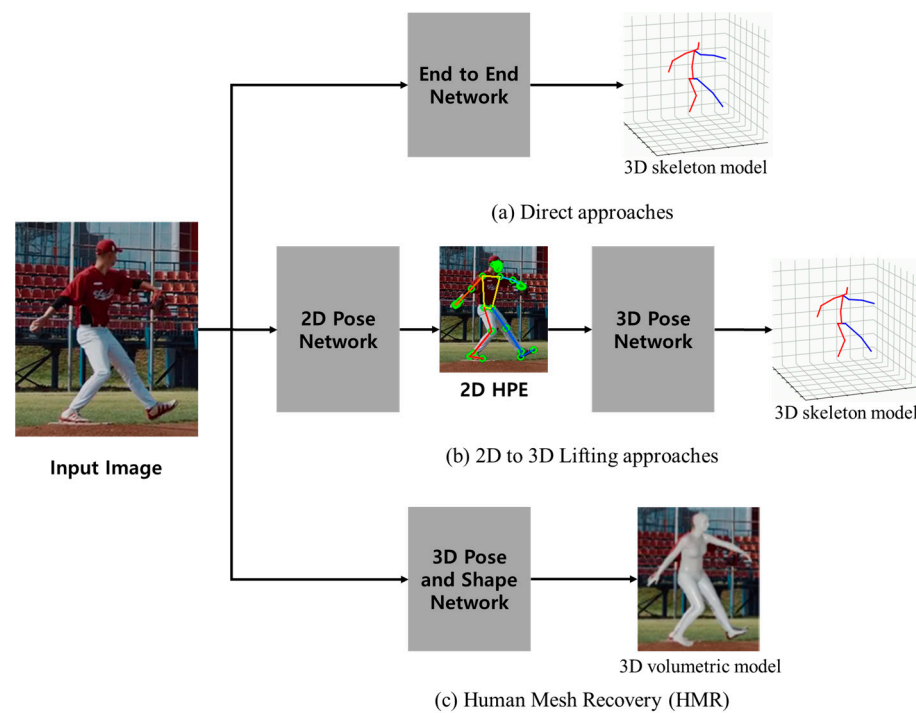 End to End
Network
3D skeleton model
(a) Direct approaches
Input Image
2D Pose
Network
2D HPE
3D Pose
Network
3D skeleton model
(b) 2D to 3D Lifting approaches
3D Pose
and Shape
Network
3D volumetric model
(c) Human Mesh Recovery (HMR)